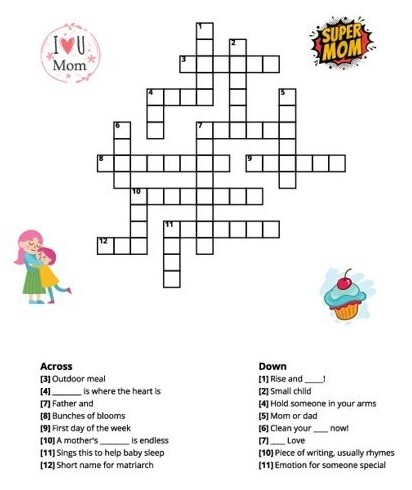 I ♥ U
Mom
SUPER
MOM
1
2
3
4
5
6
7
8
9
10
11
12
Across
[3] Outdoor meal
[4] _______ is where the heart is
[7] Father and
[8] Bunches of blooms
[9] First day of the week
[10] A mother's _______ is endless
[11] Sings this to help baby sleep
[12] Short name for matriarch
Down
[1] Rise and _____!
[2] Small child
[4] Hold someone in your arms
[5] Mom or dad
[6] Clean your ____ now!
[7] ____ Love
[10] Piece of writing, usually rhymes
[11] Emotion for someone special